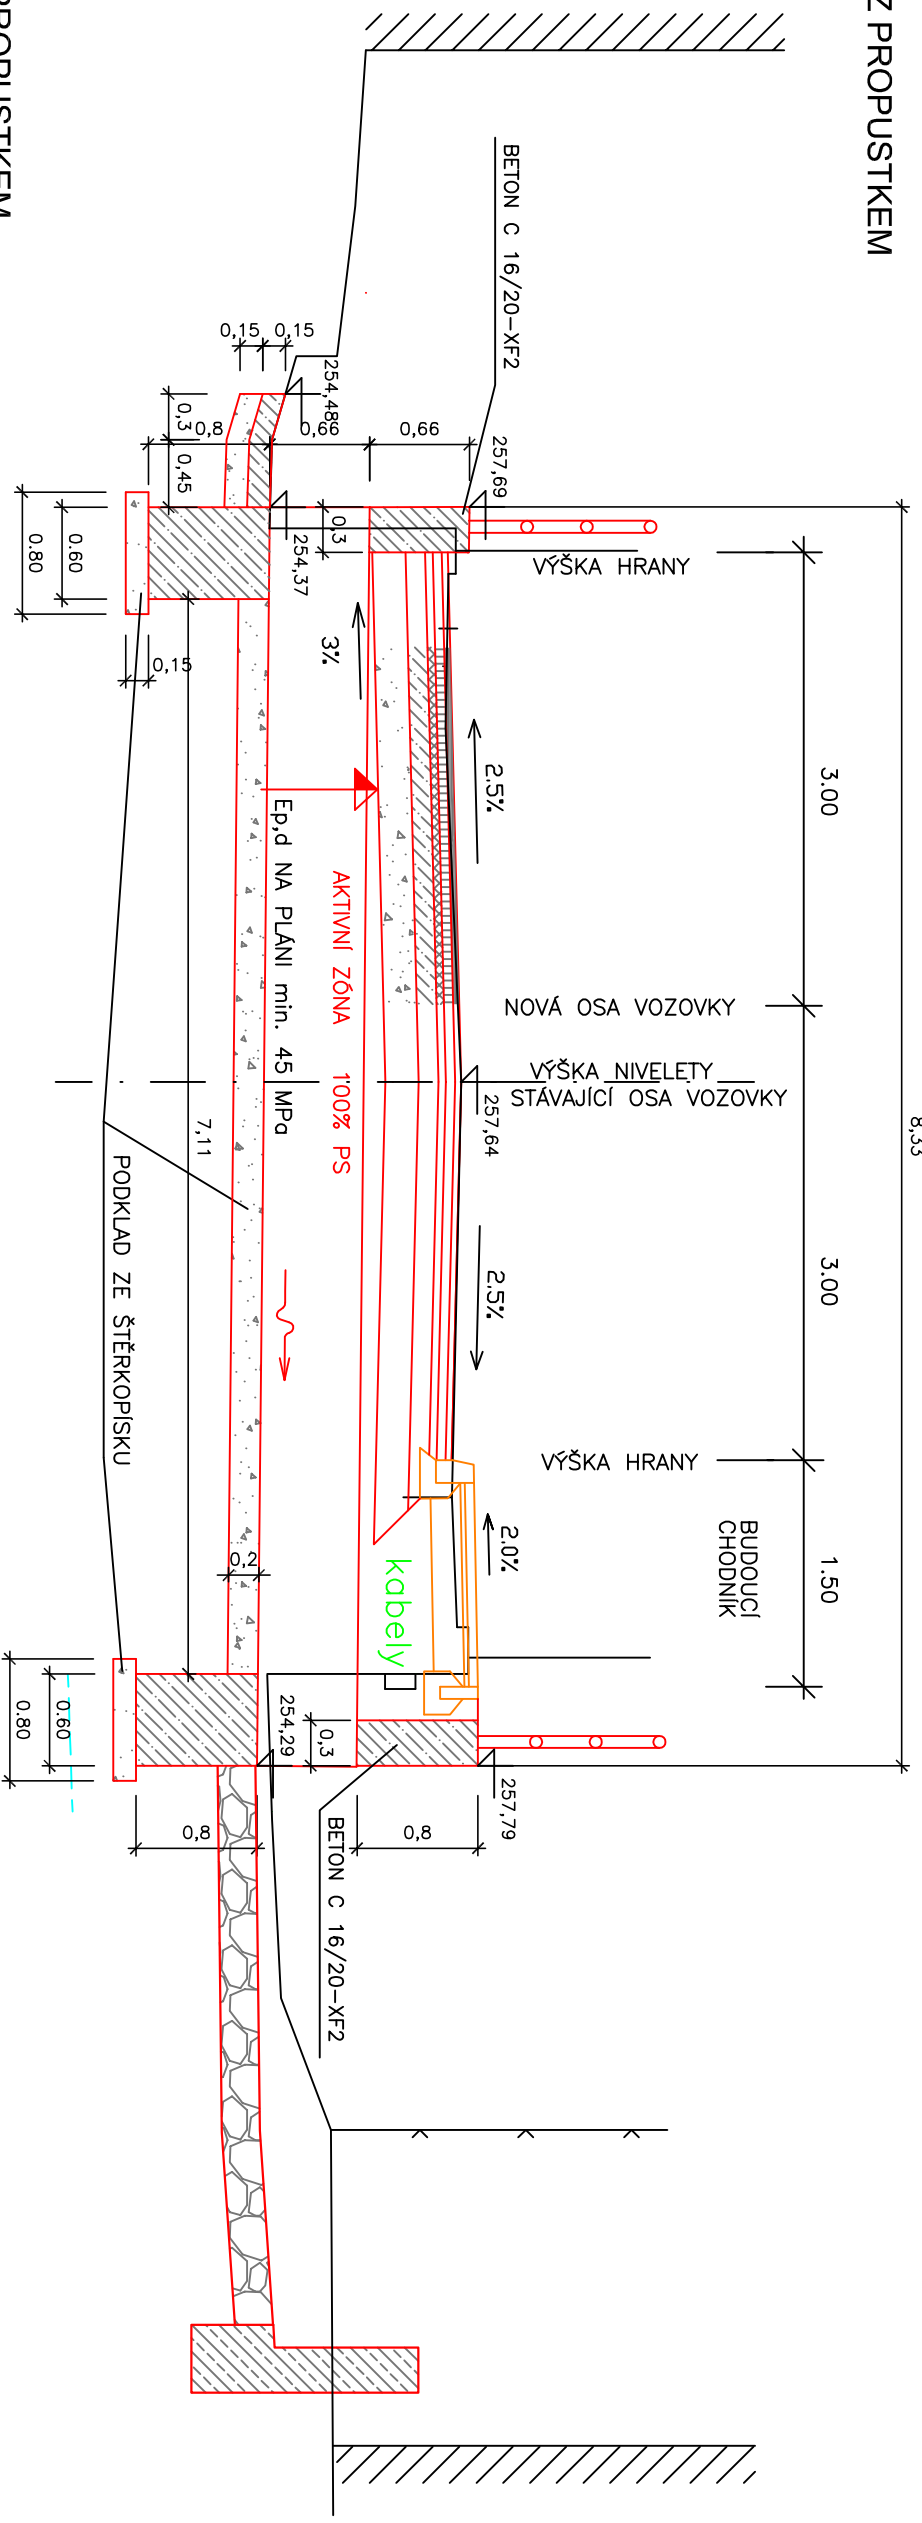 Z PROPUSTKEM
8,33
3.00
3.00
1.50
BUDOUCÍ
CHODNÍK
VÝŠKA HRANY
NOVÁ OSA VOZOVKY
VÝŠKA NIVELETY
STÁVAJÍCÍ OSA VOZOVKY
VÝŠKA HRANY
BETON C 16/20-XF2
257,69
2,5%
257,64
2,5%
2.0%
257,79
kabely
0,66
0,66
0,8
254,48
0,15
0,15
0,3
0,45
0,3
254,37
3%
AKTIVNÍ ZÓNA 100% PS
Ep,d NA PLÁNI min. 45 MPa
0,2
254,29
0,3
BETON C 16/20-XF2
0,8
0,8
7,11
0,15
PODKLAD ZE ŠTĚRKOPÍSKU
0.60
0.80
0.60
0.80
PROPUSTKEM